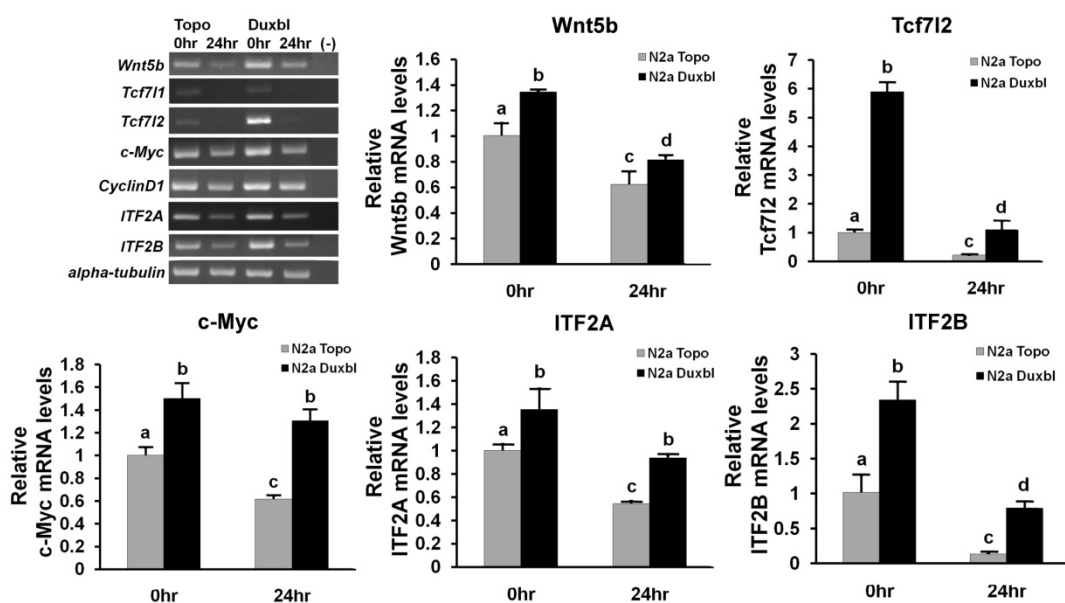 Topo Duxbl
0hr 24hr 0hr 24hr (-)
Wnt5b
Tcf7l1
Tcf7l2
c-Myc
CyclinD1
ITF2A
ITF2B
alpha-tubulin
Wnt5b
N2a Topo
N2a Duxbl
Relative
Wnt5b mRNA levels
1.6
1.4
1.2
1
0.8
0.6
0.4
0.2
0
a
b
c
d
0hr 24hr
Tcf7l2
N2a Topo
N2a Duxbl
Relative
Tcf7l2 mRNA levels
7
6
5
4
3
2
1
0
a
b
c
d
0hr 24hr
c-Myc
N2a Topo
N2a Duxbl
Relative
c-Myc mRNA levels
1.8
1.6
1.4
1.2
1
0.8
0.6
0.4
0.2
0
a
b
c
b
0hr 24hr
ITF2A
N2a Topo
N2a Duxbl
Relative
ITF2A mRNA levels
1.8
1.6
1.4
1.2
1
0.8
0.6
0.4
0.2
0
a
b
c
b
0hr 24hr
ITF2B
N2a Topo
N2a Duxbl
Relative
ITF2B mRNA levels
3
2.5
2
1.5
1
0.5
0
a
b
c
d
0hr 24hr